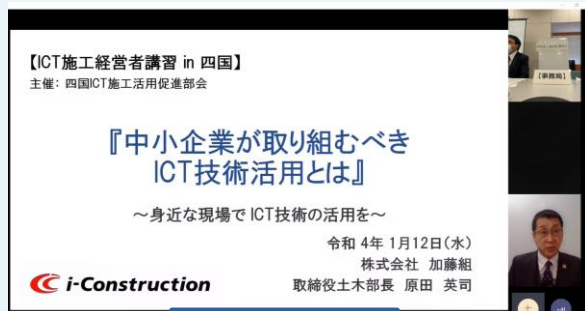 【ICT施工経営者講習 in 四国】
主催: 四国ICT施工活用促進部会
『中小企業が取り組むべき
ICT技術活用とは』
～身近な現場でICT技術の活用を～
令和 4年 1月12日(水)
株式会社 加藤組
取締役土木部長 原田 英司
i-Construction
【事務局】